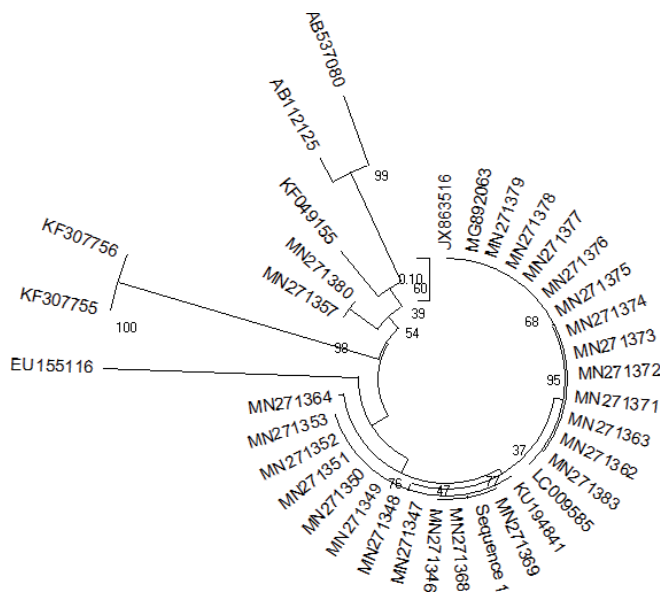 AB537080
AB112125
KF049155
MN271380
MN271357
KF307756
KF307755
EU155116
MN271364
MN271353
MN271352
MN271351
MN271350
MN271349
MN271348
MN271347
MN271346
MN271368
Sequence 1
MN271369
KU194841
LC009585
MN271383
MN271362
MN271363
MN271371
MN271372
MN271373
MN271374
MN271375
MN271376
MN271377
MN271378
MN271379
MG892063
JX863516
99
0.10
60
39
54
98
100
68
95
37
77
47
76